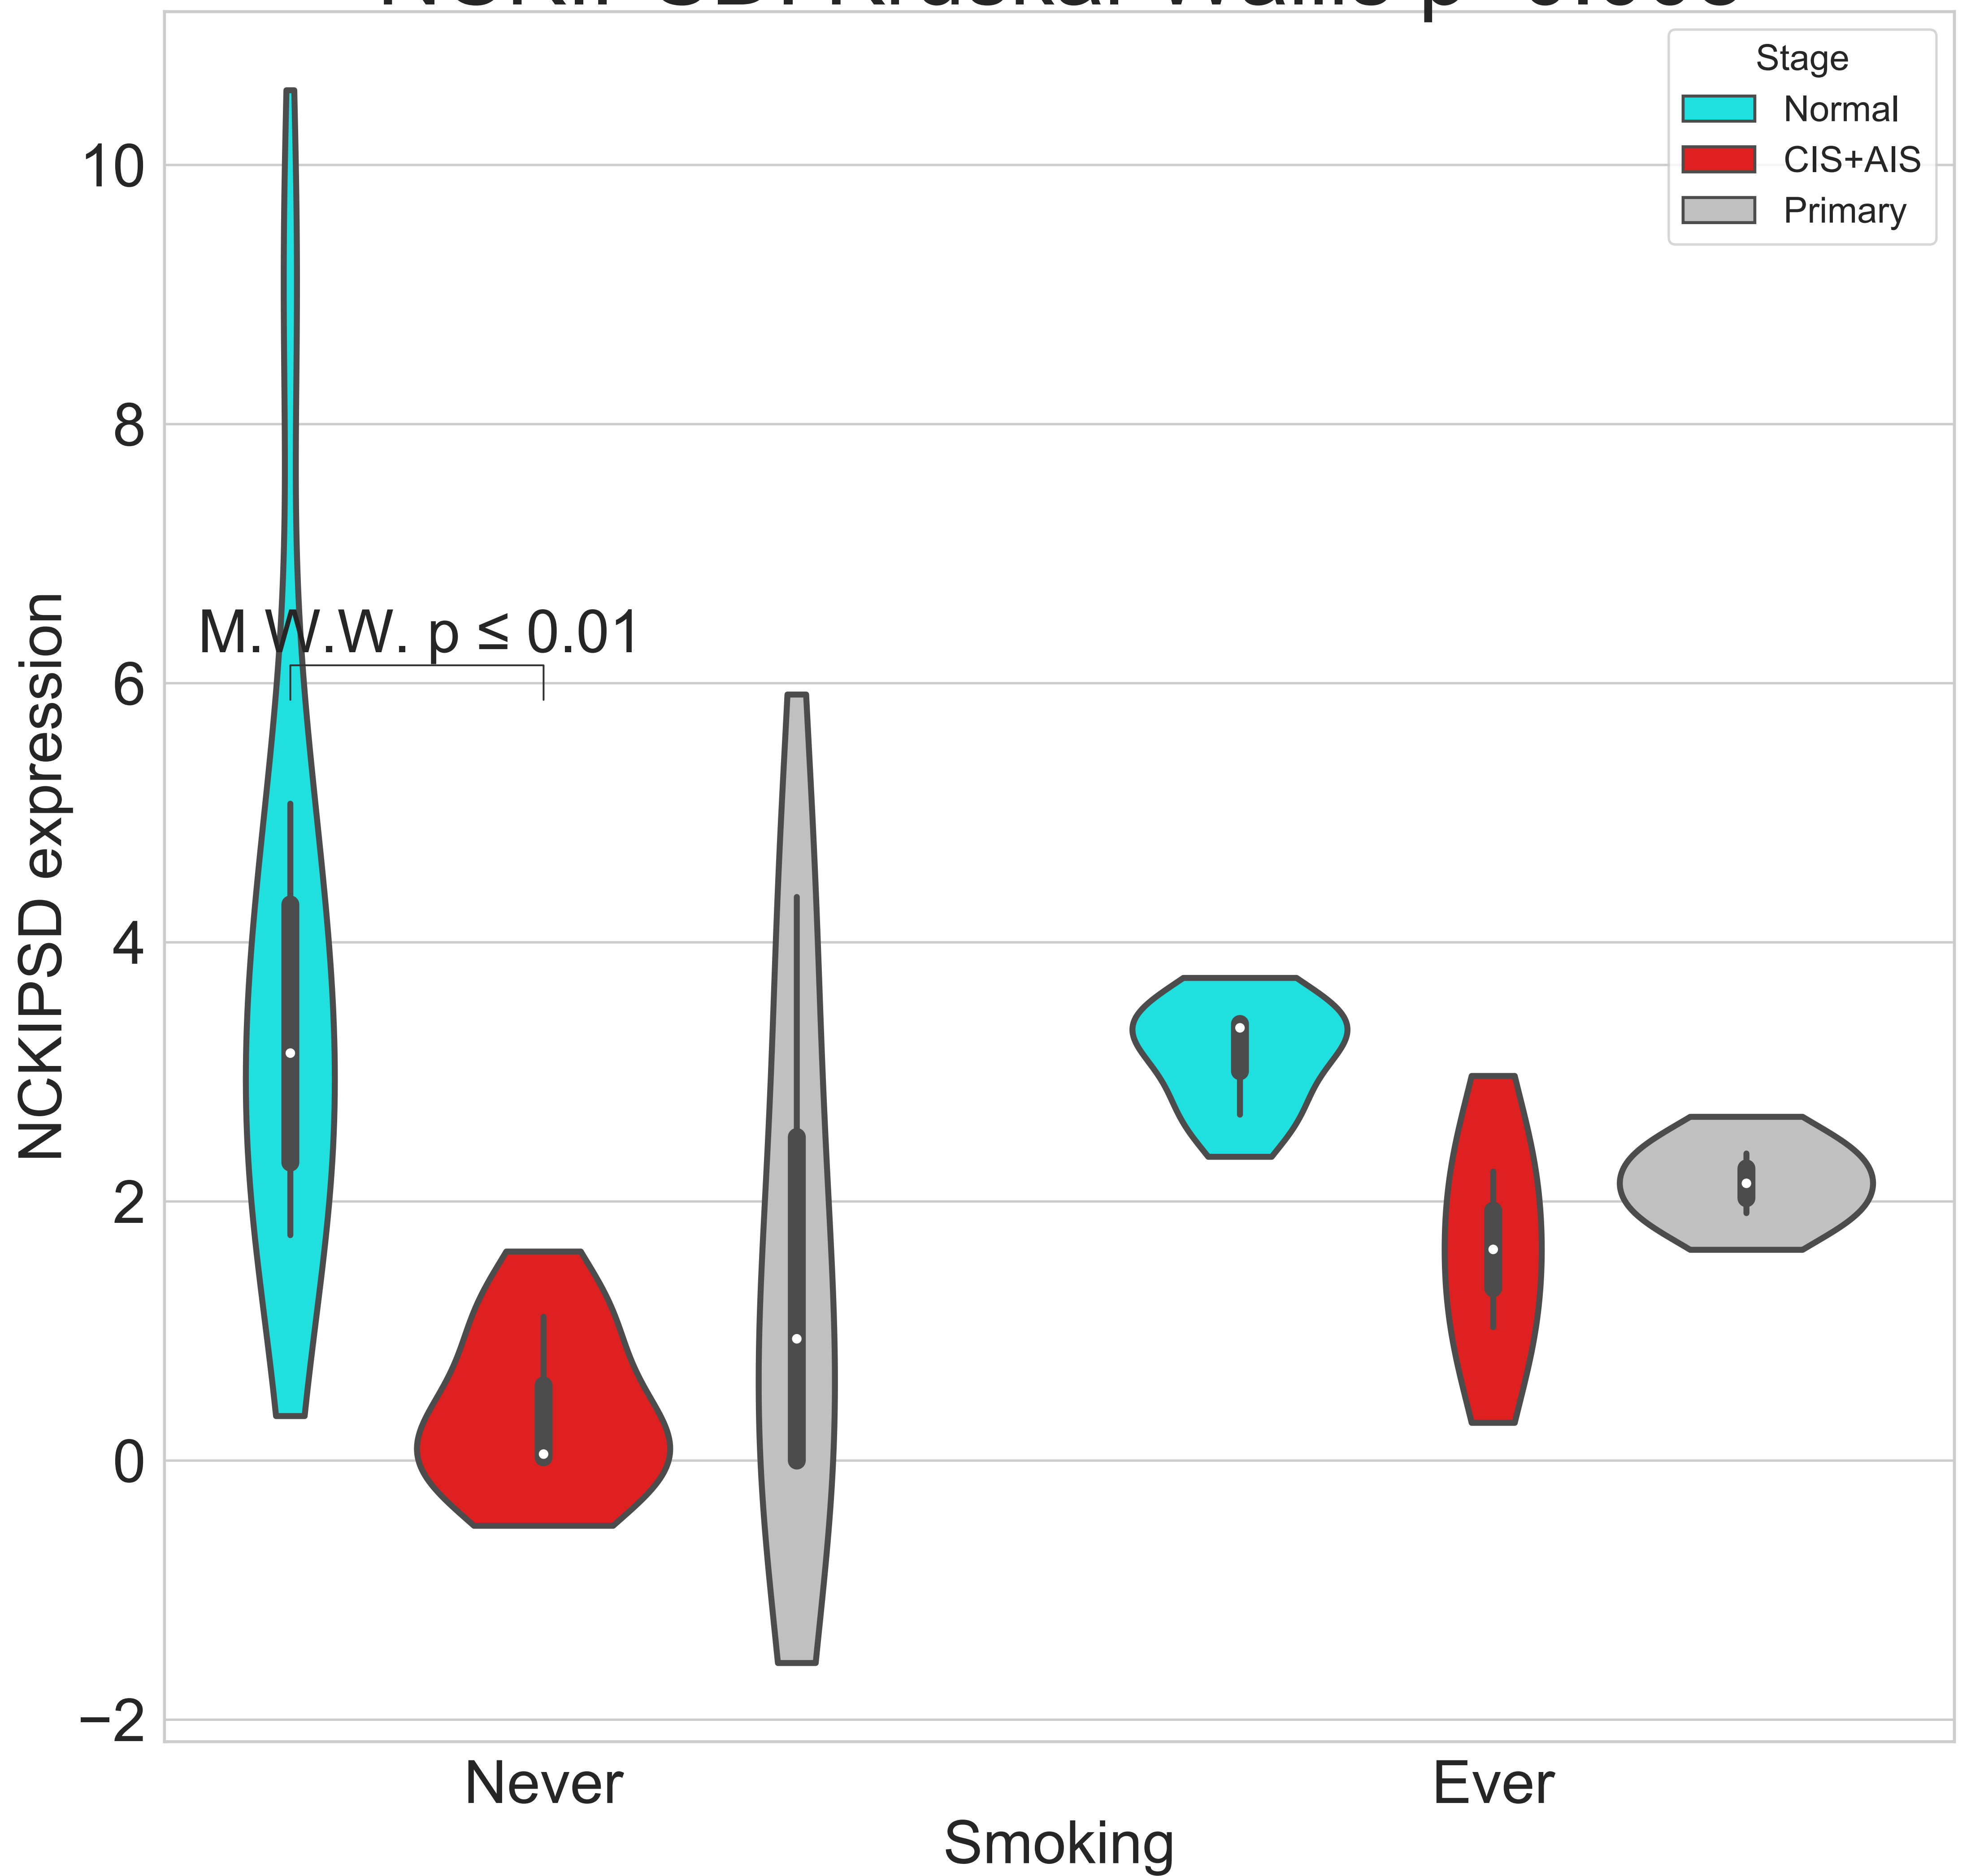 Stage
Normal
CIS+AIS
Primary
10
8
6
4
2
0
−2
NCKIPSD expression
M.W.W. p ≤ 0.01
Never
Ever
Smoking